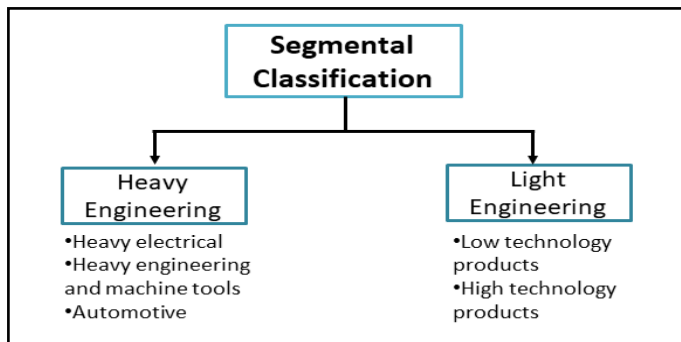 Segmental
Classification
Heavy
Engineering
•Heavy electrical
•Heavy engineering
and machine tools
•Automotive
Light
Engineering
•Low technology
products
•High technology
products